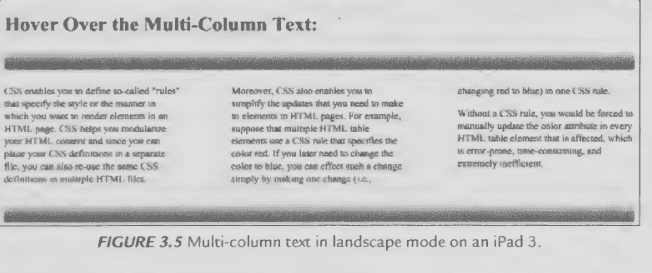 Hover Over the Multi-Column Text:
CSS enables you to define so-called "rules"
that specify the style or the manner in
which you want to render elements in an
HTML page. CSS helps you modularize
your HTML content and since you can
place your CSS definitions in a separate
file, you can also re-use the same CSS
definitions in multiple HTML files.
Moreover, CSS also enables you to
simplify the updates that you need to make
to elements in HTML pages. For example,
suppose that multiple HTML table
elements use a CSS rule that specifies the
color red. If you later need to change the
color to blue, you can effect such a change
simply by making one change (i.e.,
changing red to blue) in one CSS rule.
Without a CSS rule, you would be forced to
manually update the color attribute in every
HTML table element that is affected, which
is error-prone, time-consuming, and
extremely inefficient.
FIGURE 3.5 Multi-column text in landscape mode on an iPad 3.